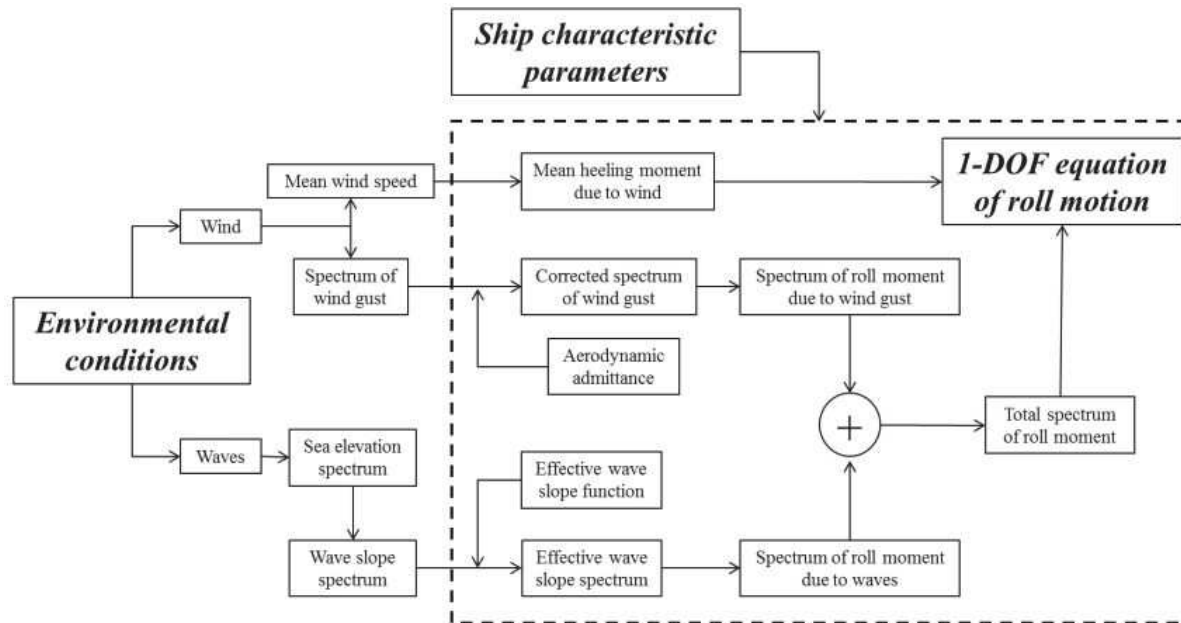 Ship characteristic
parameters
1-DOF equation
of roll motion
Mean wind speed
Mean heeling moment
due to wind
Wind
Spectrum of
wind gust
Corrected spectrum
of wind gust
Spectrum of roll moment
due to wind gust
Environmental
conditions
Aerodynamic
admittance
+
Total spectrum
of roll moment
Waves
Sea elevation
spectrum
Effective wave
slope function
Wave slope
spectrum
Effective wave
slope spectrum
Spectrum of roll moment
due to waves